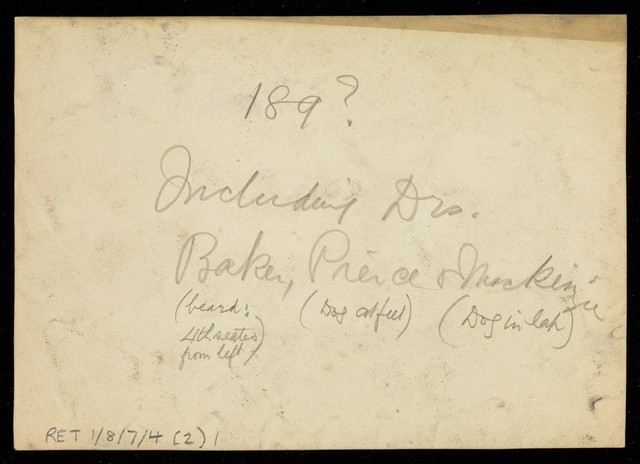 189?
Including Drs.
Baker, Pierce & Mackenzie
(beard: (Dog at feet) (Dog in lap)
4th seated
from left)
RET 1/8/7/4 (2) 1